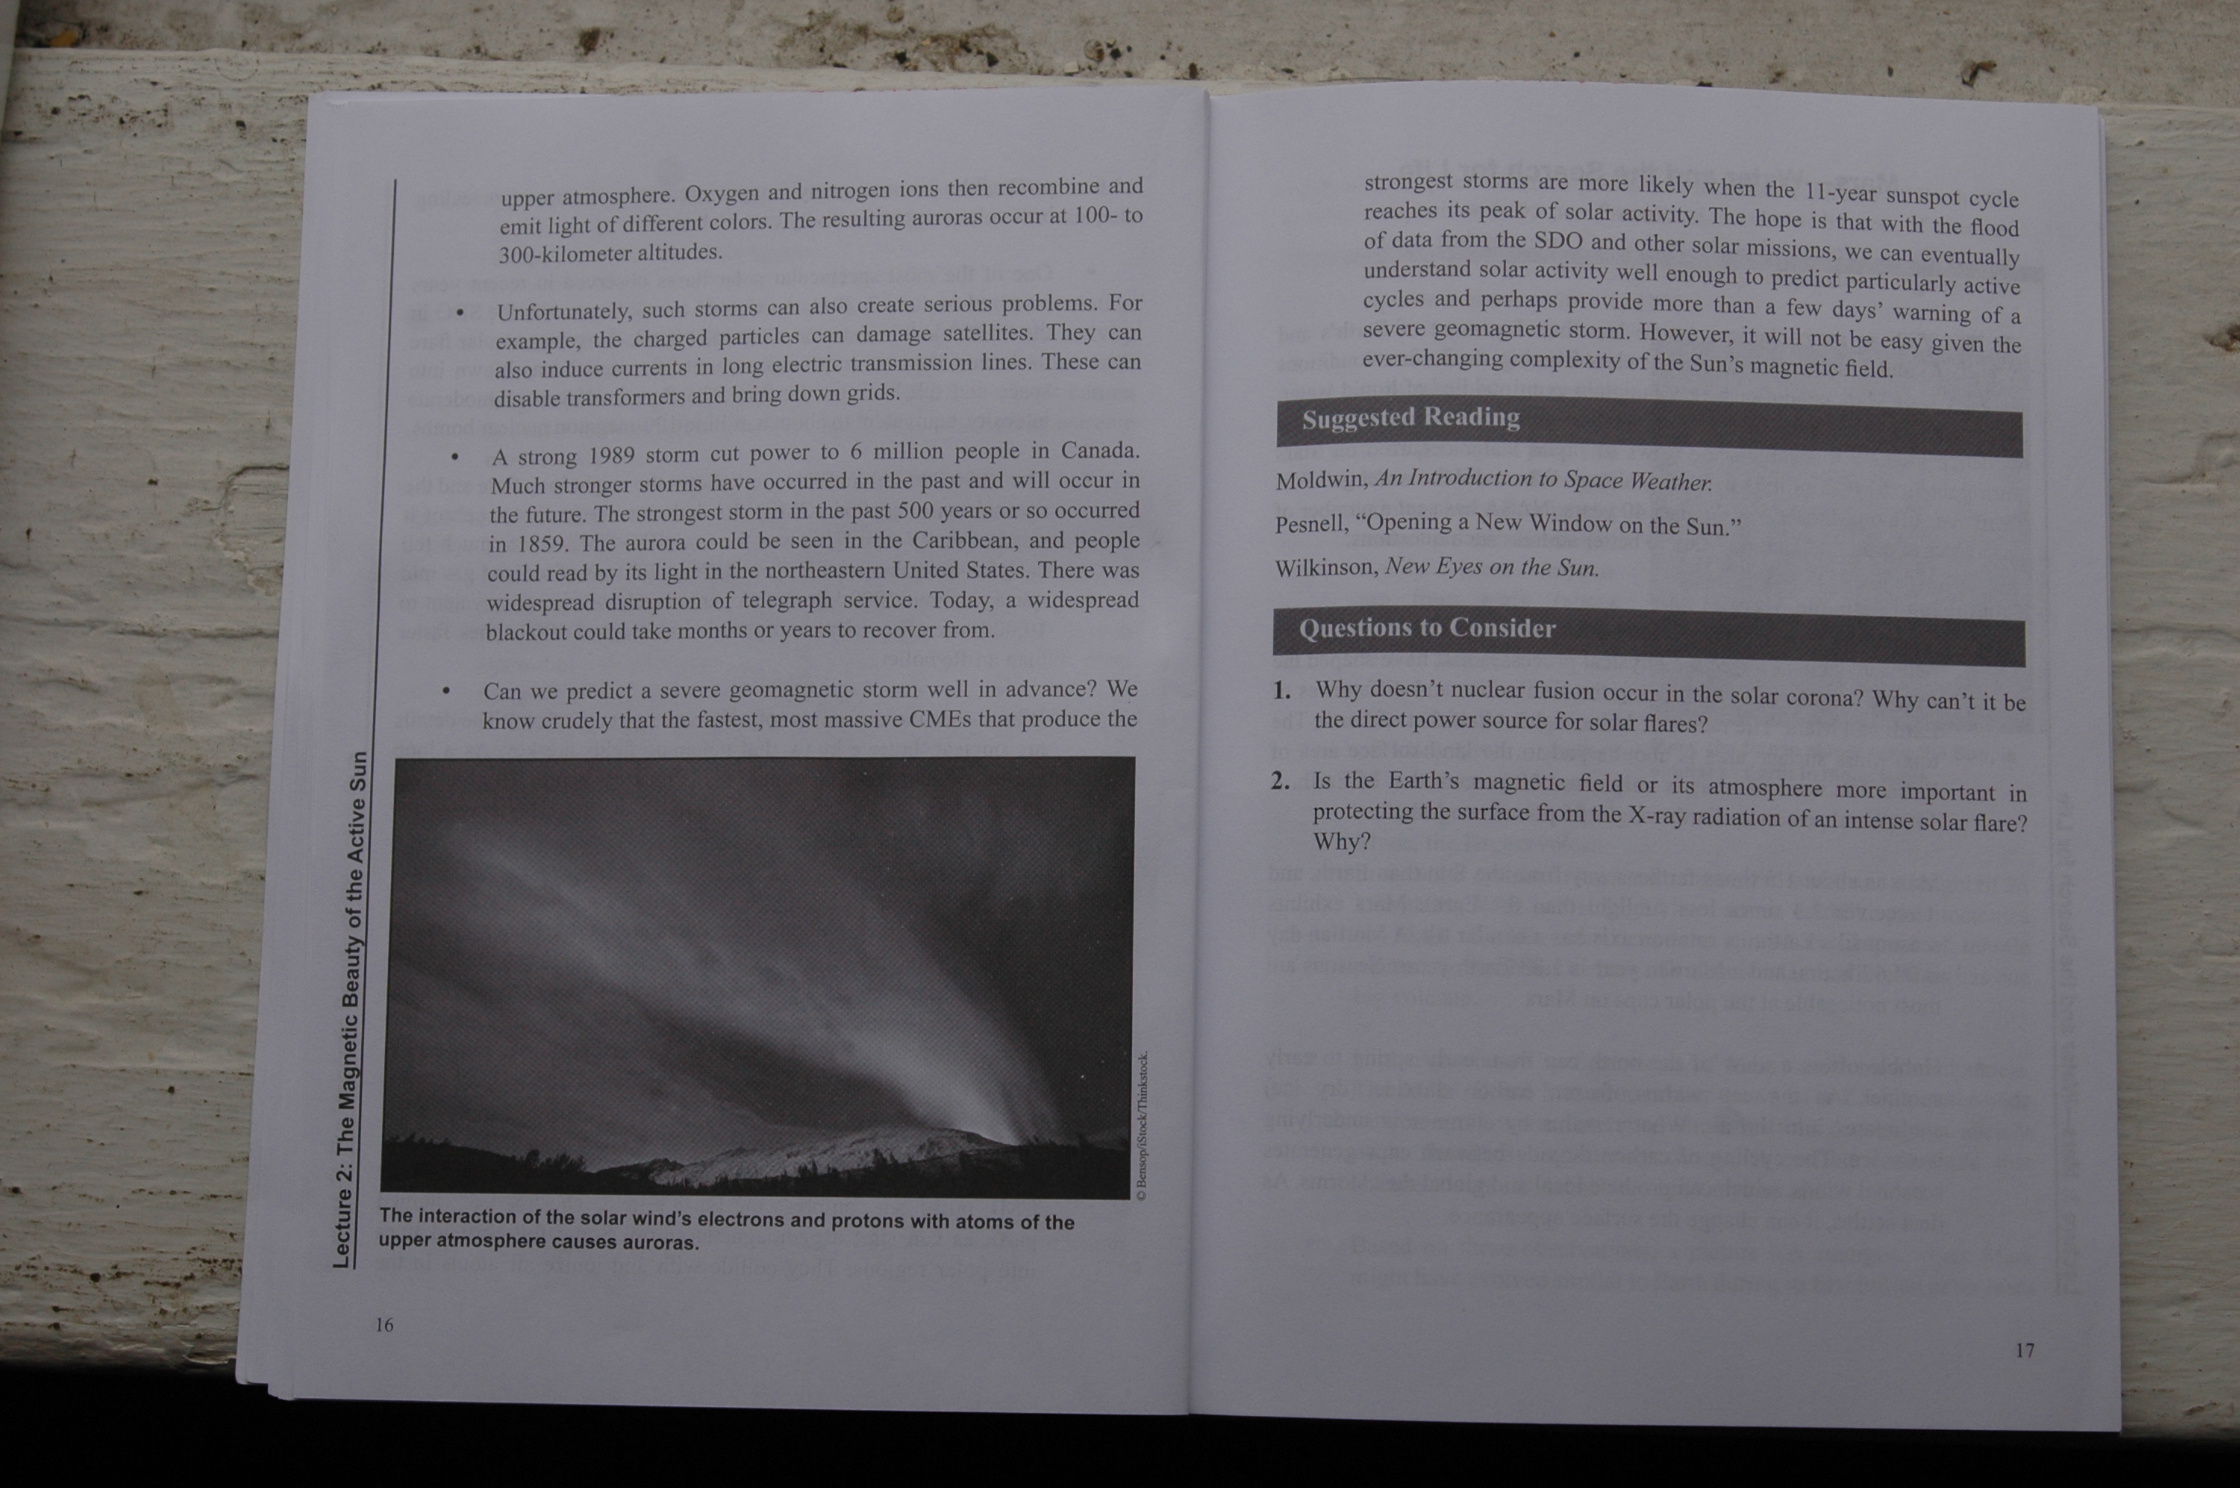 upper atmosphere. Oxygen and nitrogen ions then recombine and
emit light of different colors. The resulting auroras occur at 100- to
300-kilometer altitudes.
• Unfortunately, such storms can also create serious problems. For
example, the charged particles can damage satellites. They can
also induce currents in long electric transmission lines. These can
disable transformers and bring down grids.
• A strong 1989 storm cut power to 6 million people in Canada.
Much stronger storms have occurred in the past and will occur in
the future. The strongest storm in the past 500 years or so occurred
in 1859. The aurora could be seen in the Caribbean, and people
could read by its light in the northeastern United States. There was
widespread disruption of telegraph service. Today, a widespread
blackout could take months or years to recover from.
• Can we predict a severe geomagnetic storm well in advance? We
know crudely that the fastest, most massive CMEs that produce the
Lecture 2: The Magnetic Beauty of the Active Sun
© Bensop/iStock/Thinkstock.
The interaction of the solar wind's electrons and protons with atoms of the
upper atmosphere causes auroras.
16
strongest storms are more likely when the 11-year sunspot cycle
reaches its peak of solar activity. The hope is that with the flood
of data from the SDO and other solar missions, we can eventually
understand solar activity well enough to predict particularly active
cycles and perhaps provide more than a few days' warning of a
severe geomagnetic storm. However, it will not be easy given the
ever-changing complexity of the Sun's magnetic field.
Suggested Reading
Moldwin, An Introduction to Space Weather.
Pesnell, “Opening a New Window on the Sun.”
Wilkinson, New Eyes on the Sun.
Questions to Consider
1. Why doesn't nuclear fusion occur in the solar corona? Why can't it be
the direct power source for solar flares?
2. Is the Earth's magnetic field or its atmosphere more important in
protecting the surface from the X-ray radiation of an intense solar flare?
Why?
17